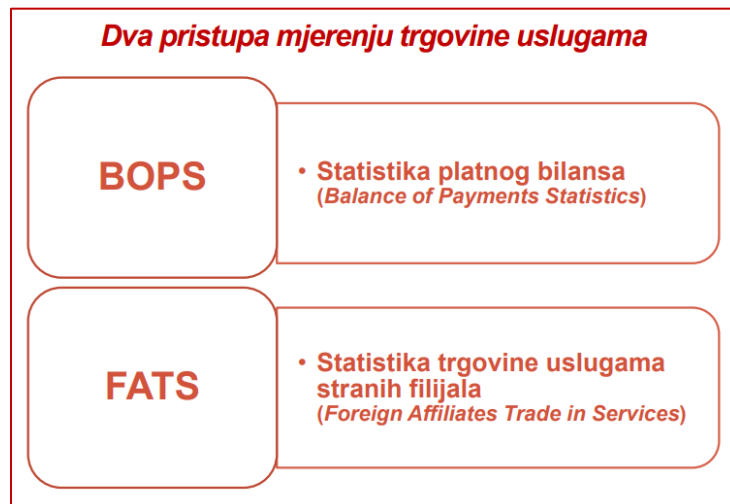 Dva pristupa mjerenju trgovine uslugama
BOPS
• Statistika platnog bilansa
(Balance of Payments Statistics)
FATS
• Statistika trgovine uslugama
stranih filijala
(Foreign Affiliates Trade in Services)